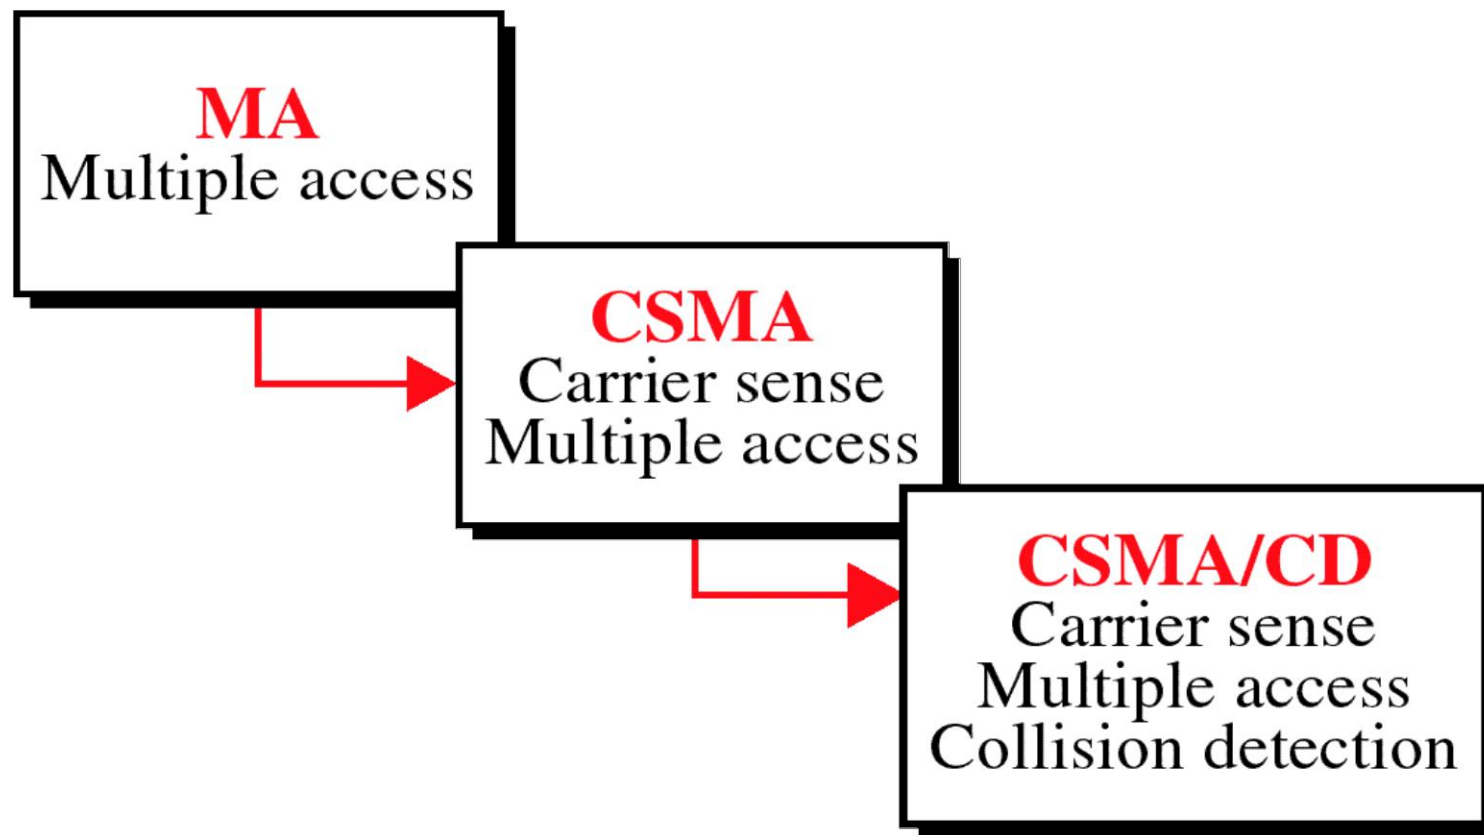 MA
Multiple access
CSMA
Carrier sense
Multiple access
CSMA/CD
Carrier sense
Multiple access
Collision detection